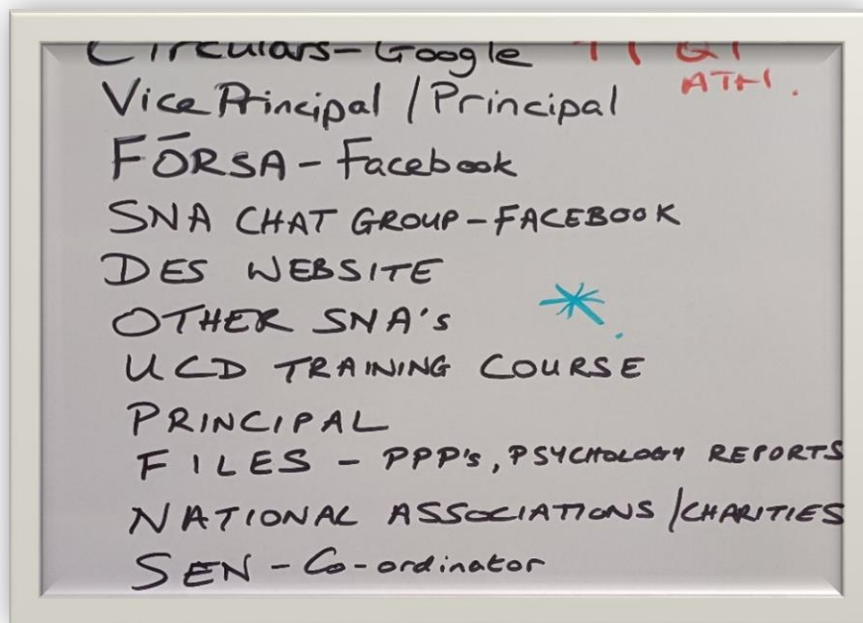 Circulars - Google
Vice Principal / Principal
FŌRSA - Facebook
SNA CHAT GROUP - FACEBOOK
DES WEBSITE
OTHER SNA's
UCD TRAINING COURSE
PRINCIPAL
FILES - PPP's, PSYCHOLOGY REPORTS
NATIONAL ASSOCIATIONS / CHARITIES
SEN - Co-ordinator